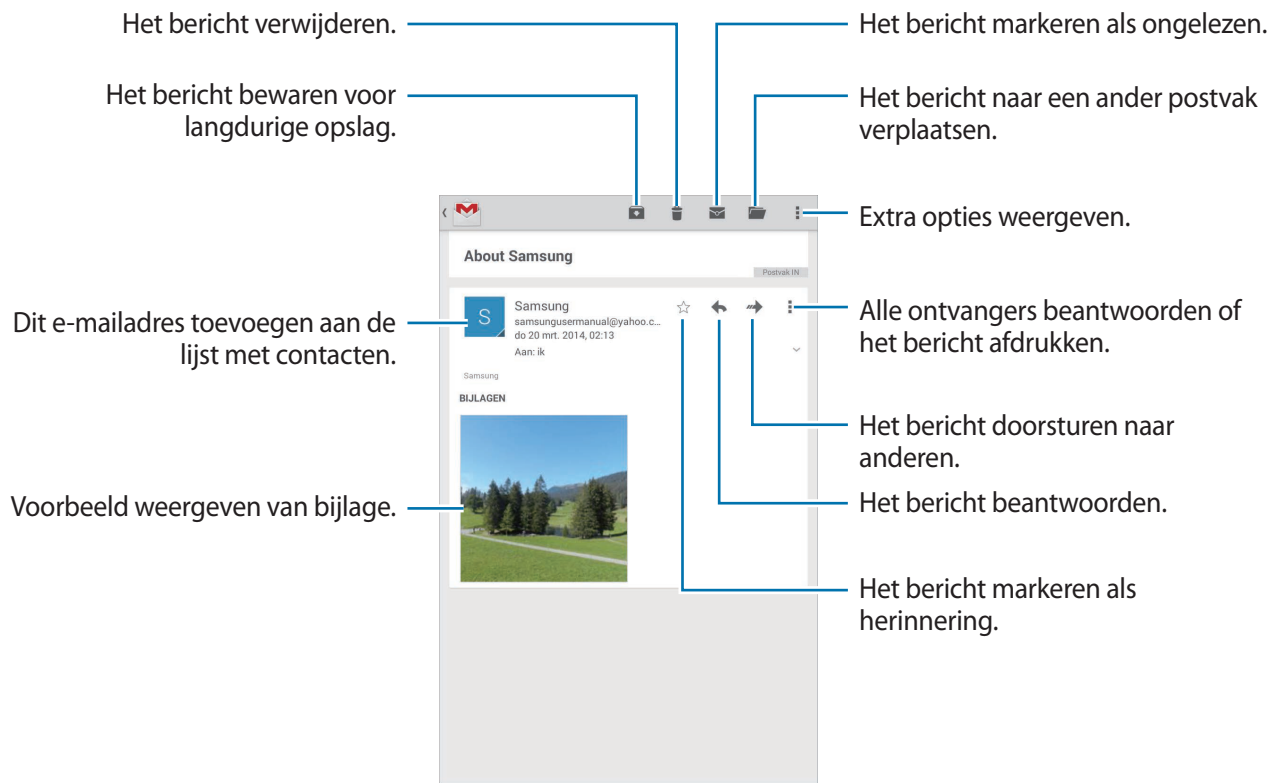 Het bericht verwijderen.
Het bericht bewaren voor
langdurige opslag.
Het bericht markeren als ongelezen.
Het bericht naar een ander postvak
verplaatsen.
Extra opties weergeven.
About Samsung
Postvak IN
S
Samsung
samsungusermanual@yahoo.c...
do 20 mrt. 2014, 02:13
Aan: ik
Samsung
BIJLAGEN
Dit e-mailadres toevoegen aan de
lijst met contacten.
Voorbeeld weergeven van bijlage.
Alle ontvangers beantwoorden of
het bericht afdrukken.
Het bericht doorsturen naar
anderen.
Het bericht beantwoorden.
Het bericht markeren als
herinnering.